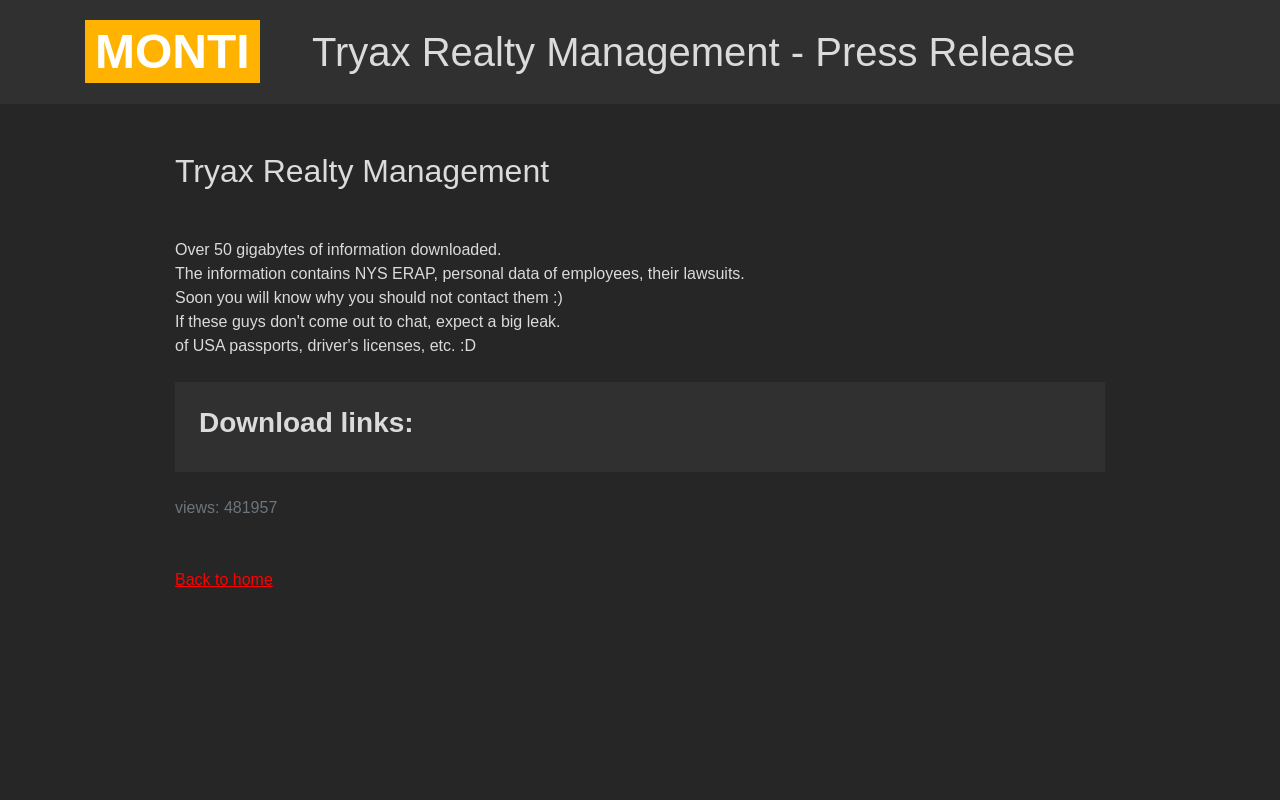 MONTI
Tryax Realty Management - Press Release
Tryax Realty Management
Over 50 gigabytes of information downloaded.
The information contains NYS ERAP, personal data of employees, their lawsuits.
Soon you will know why you should not contact them :)
If these guys don't come out to chat, expect a big leak.
of USA passports, driver's licenses, etc. :D
Download links:
views: 481957
Back to home